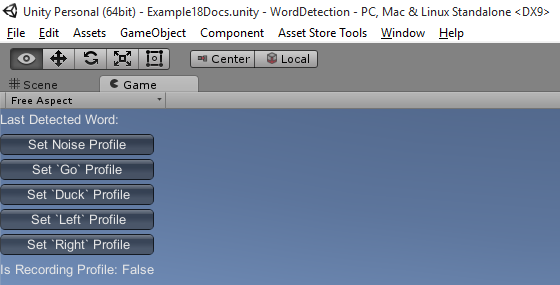 Unity Personal (64bit) - Example18Docs.unity - WordDetection - PC, Mac & Linux Standalone <DX9>
File Edit Assets GameObject Component Asset Store Tools Window Help
Center Local
Scene Game
Free Aspect
Last Detected Word:
Set Noise Profile
Set `Go` Profile
Set `Duck` Profile
Set `Left` Profile
Set `Right` Profile
Is Recording Profile: False